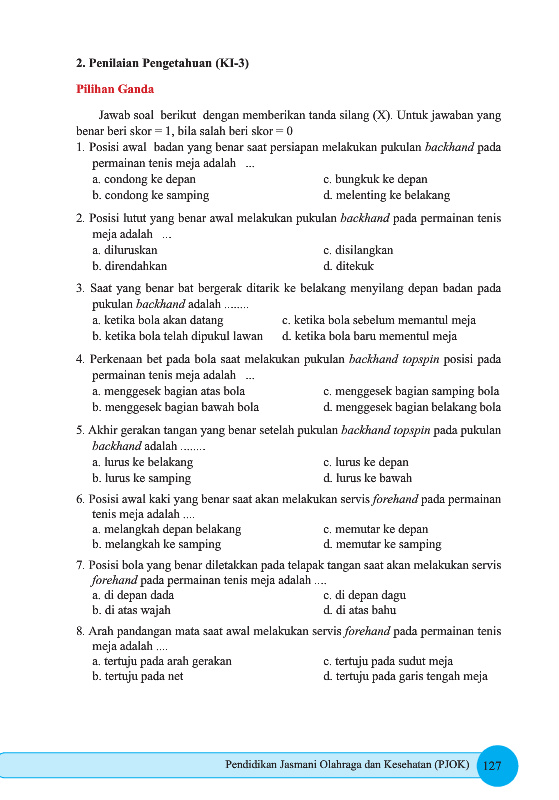 2. Penilaian Pengetahuan (KI-3)
Pilihan Ganda
Jawab soal berikut dengan memberikan tanda silang (X). Untuk jawaban yang
benar beri skor = 1, bila salah beri skor = 0
1. Posisi awal badan yang benar saat persiapan melakukan pukulan backhand pada
permainan tenis meja adalah ...
a. condong ke depan c. bungkuk ke depan
b. condong ke samping d. melenting ke belakang
2. Posisi lutut yang benar awal melakukan pukulan backhand pada permainan tenis
meja adalah ...
a. diluruskan c. disilangkan
b. direndahkan d. ditekuk
3. Saat yang benar bat bergerak ditarik ke belakang menyilang depan badan pada
pukulan backhand adalah ........
a. ketika bola akan datang c. ketika bola sebelum memantul meja
b. ketika bola telah dipukul lawan d. ketika bola baru mementul meja
4. Perkenaan bet pada bola saat melakukan pukulan backhand topspin posisi pada
permainan tenis meja adalah ...
a. menggesek bagian atas bola c. menggesek bagian samping bola
b. menggesek bagian bawah bola d. menggesek bagian belakang bola
5. Akhir gerakan tangan yang benar setelah pukulan backhand topspin pada pukulan
backhand adalah ........
a. lurus ke belakang c. lurus ke depan
b. lurus ke samping d. lurus ke bawah
6. Posisi awal kaki yang benar saat akan melakukan servis forehand pada permainan
tenis meja adalah ....
a. melangkah depan belakang c. memutar ke depan
b. melangkah ke samping d. memutar ke samping
7. Posisi bola yang benar diletakkan pada telapak tangan saat akan melakukan servis
forehand pada permainan tenis meja adalah ....
a. di depan dada c. di depan dagu
b. di atas wajah d. di atas bahu
8. Arah pandangan mata saat awal melakukan servis forehand pada permainan tenis
meja adalah ....
a. tertuju pada arah gerakan c. tertuju pada sudut meja
b. tertuju pada net d. tertuju pada garis tengah meja
Pendidikan Jasmani Olahraga dan Kesehatan (PJOK) 127